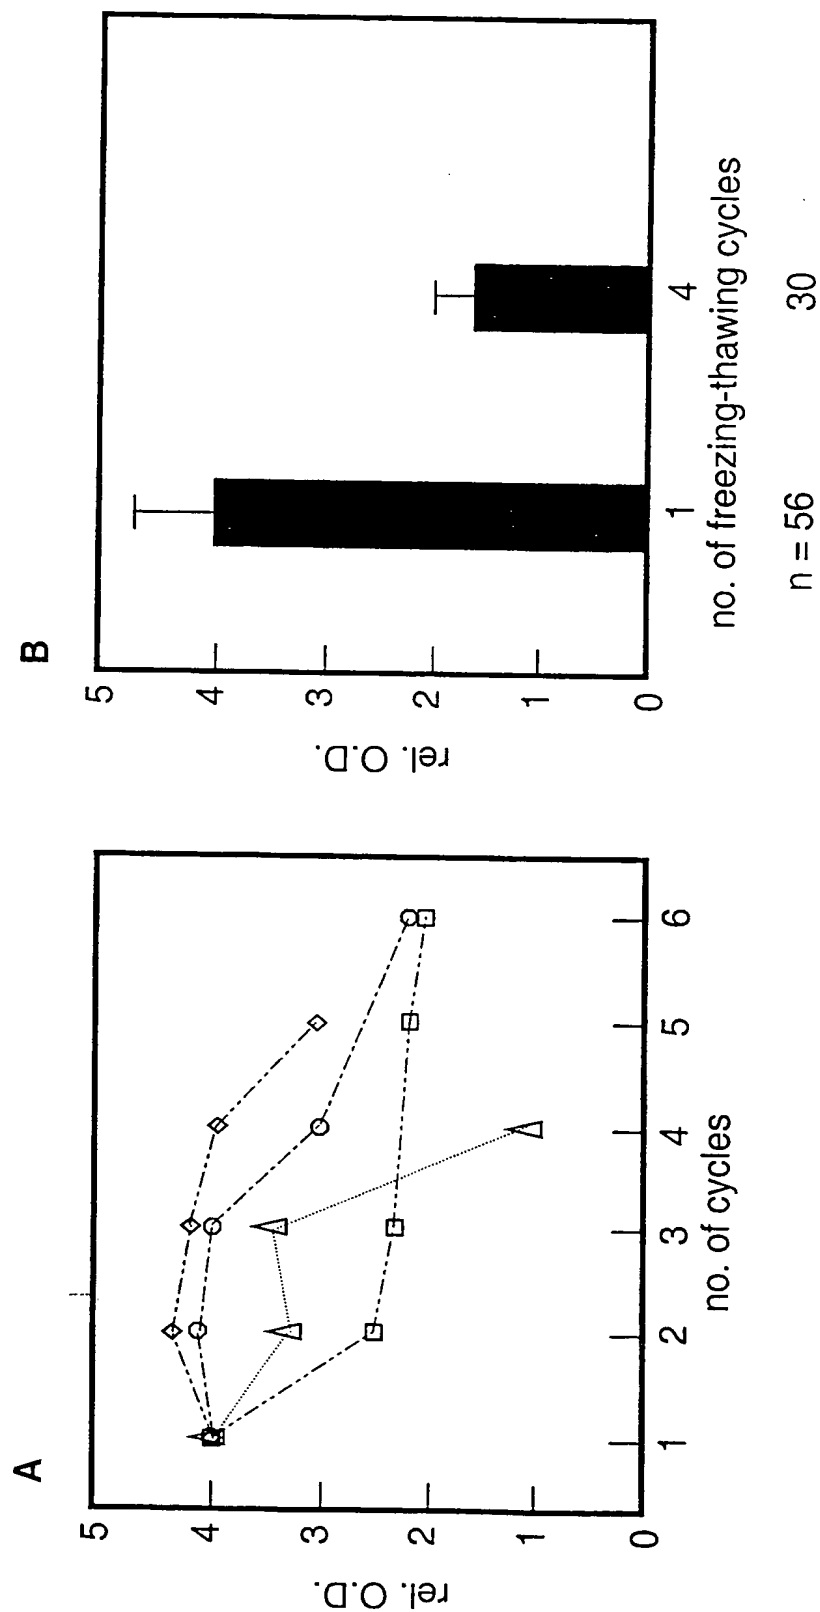 A
rel. O.D.
5
4
3
2
1
0
1 2 3 4 5 6
no. of cycles
B
rel. O.D.
5
4
3
2
1
0
1 4
no. of freezing-thawing cycles
n = 56 30